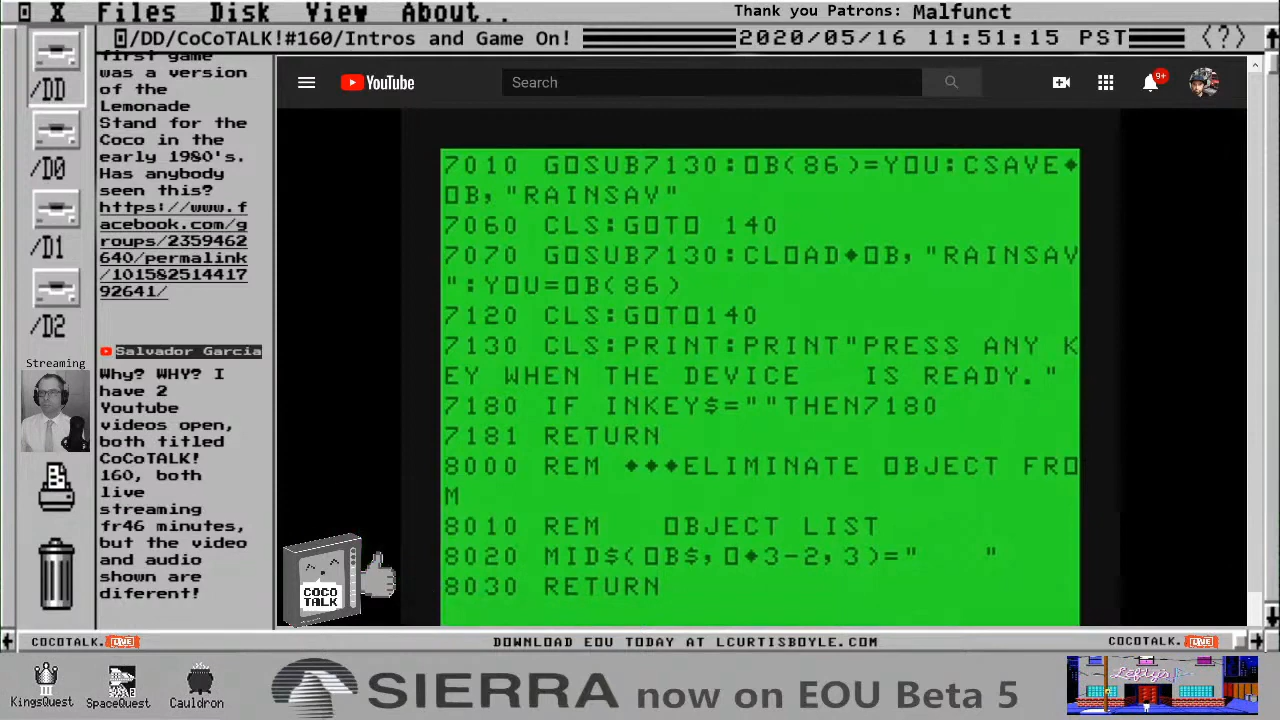 X Files Disk View About..
Thank you Patrons: Malfunct
/DD/CoCoTALK!#160/Intros and Game On!
2020/05/16 11:51:15 PST
<?>
/DD
/D0
/D1
/D2
Streaming
first game
was a version
of the
Lemonade
Stand for the
Coco in the
early 1980's.
Has anybody
seen this?
https://www.f
acebook.com/g
roups/2359462
640/permalink
/101582514417
92641/
Salvador Garcia
Why? WHY? I
have 2
Youtube
videos open,
both titled
CoCoTALK!
160, both
live
streaming
fr46 minutes,
but the video
and audio
shown are
diferent!
YouTube
Search
9+
7010 GOSUB7130:OB(86)=YOU:CSAVE*
OB,"RAINSAV"
7060 CLS:GOTO 140
7070 GOSUB7130:CLOAD*OB,"RAINSAV
":YOU=OB(86)
7120 CLS:GOTO140
7130 CLS:PRINT:PRINT"PRESS ANY K
EY WHEN THE DEVICE   IS READY."
7180 IF INKEY$=""THEN7180
7181 RETURN
8000 REM ***ELIMINATE OBJECT FRO
M
8010 REM   OBJECT LIST
8020 MID$(OB$,O*3-2,3)="   "
8030 RETURN
COCO
TALK
COCOTALK.LIVE
DOWNLOAD EOU TODAY AT LCURTISBOYLE.COM
COCOTALK.LIVE
KingsQuest
SpaceQuest
Cauldron
SIERRA now on EOU Beta 5
Lefty's